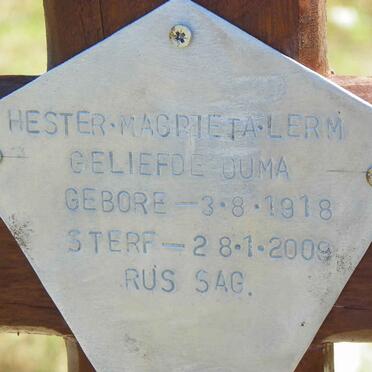 HESTER·MAGRIETA·LERM
GELIEFDE OUMA
GEBORE — 3·8·1918
STERF — 28·1·2009
RUS SAG.